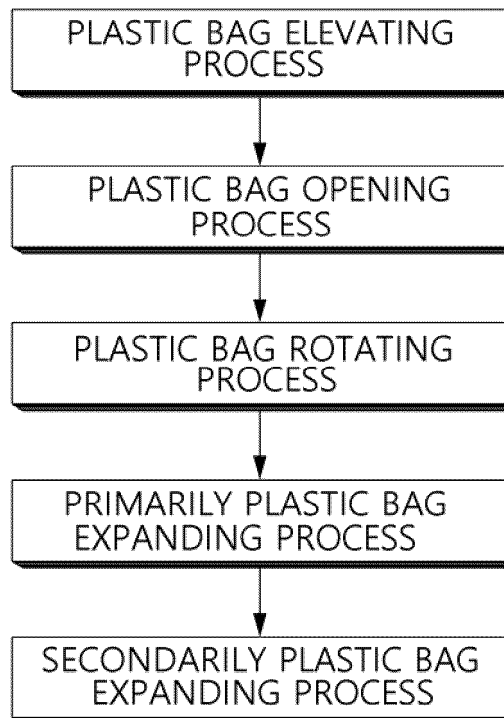 PLASTIC BAG ELEVATING
PROCESS
PLASTIC BAG OPENING
PROCESS
PLASTIC BAG ROTATING
PROCESS
PRIMARILY PLASTIC BAG
EXPANDING PROCESS
SECONDARILY PLASTIC BAG
EXPANDING PROCESS